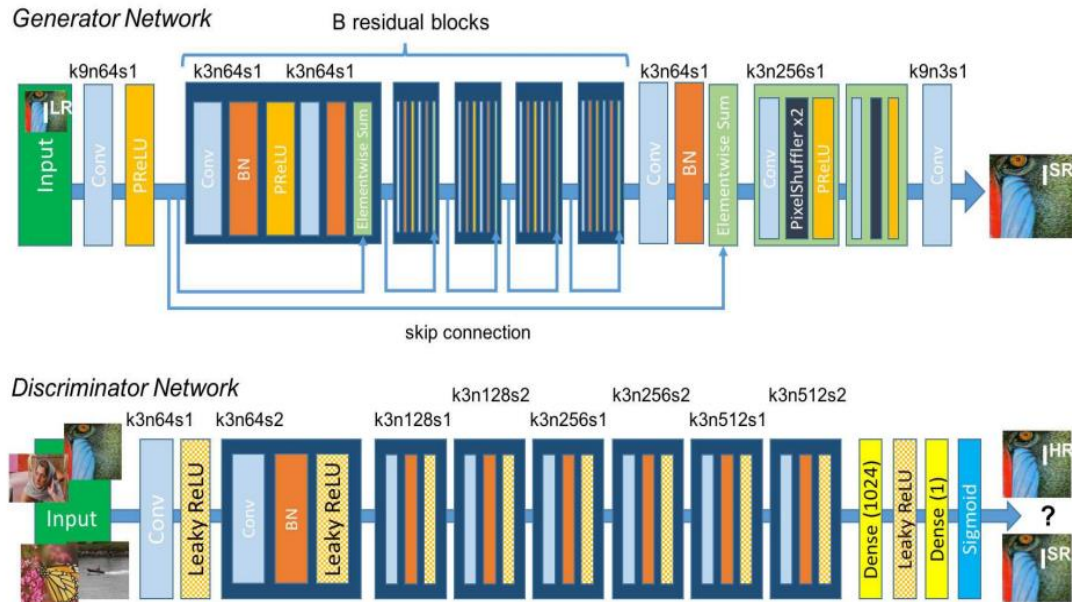 Generator Network
B residual blocks
k9n64s1
k3n64s1
k3n64s1
k3n64s1
k3n256s1
k9n3s1
I^LR
Input
Conv
PReLU
Conv
BN
PReLU
Elementwise Sum
Conv
BN
Elementwise Sum
Conv
PixelShuffler x2
PReLU
Conv
I^SR
skip connection
Discriminator Network
k3n64s1
k3n64s2
k3n128s1
k3n128s2
k3n256s1
k3n256s2
k3n512s1
k3n512s2
Input
Conv
Leaky ReLU
Conv
BN
Leaky ReLU
Dense (1024)
Leaky ReLU
Dense (1)
Sigmoid
I^HR
?
I^SR